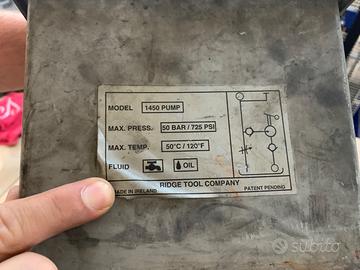 MODEL 1450 PUMP
MAX. PRESS. 50 BAR / 725 PSI
MAX. TEMP. 50°C / 120°F
FLUID OIL
RIDGE TOOL COMPANY
MADE IN IRELAND PATENT PENDING
subito